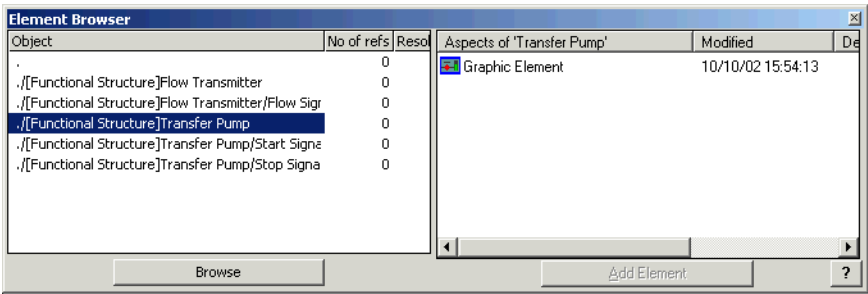 Element Browser
Object No of refs Resol
. 0
./[Functional Structure]Flow Transmitter 0
./[Functional Structure]Flow Transmitter/Flow Sigr 0
./[Functional Structure]Transfer Pump 0
./[Functional Structure]Transfer Pump/Start Signa 0
./[Functional Structure]Transfer Pump/Stop Signa 0
Browse
Aspects of 'Transfer Pump' Modified De
Graphic Element 10/10/02 15:54:13
Add Element ?